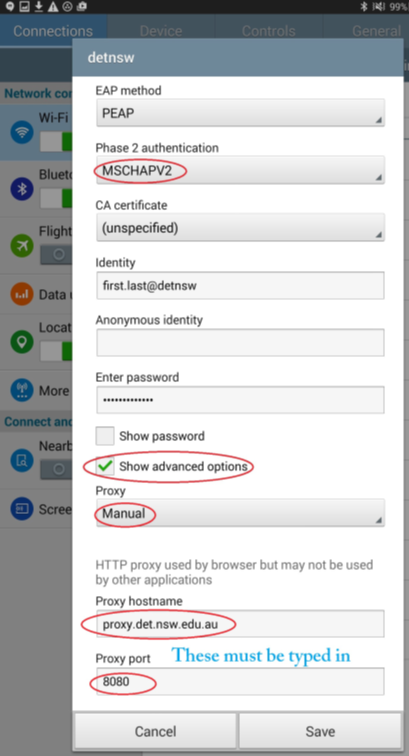 99%
Connections Device Controls General
detnsw
EAP method
PEAP
Phase 2 authentication
MSCHAPV2
CA certificate
(unspecified)
Identity
first.last@detnsw
Anonymous identity
Enter password
•••••••••••••
Show password
Show advanced options
Proxy
Manual
HTTP proxy used by browser but may not be used
by other applications
Proxy hostname
proxy.det.nsw.edu.au
Proxy port These must be typed in
8080
Cancel Save
Network con
Wi-Fi
Blueto
Flight
Data u
Locat
More
Connect and
Nearb
Scree